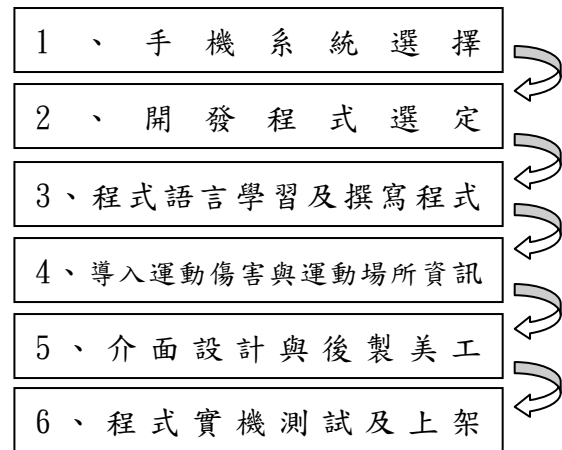 1、手機系統選擇
2、開發程式選定
3、程式語言學習及撰寫程式
4、導入運動傷害與運動場所資訊
5、介面設計與後製美工
6、程式實機測試及上架